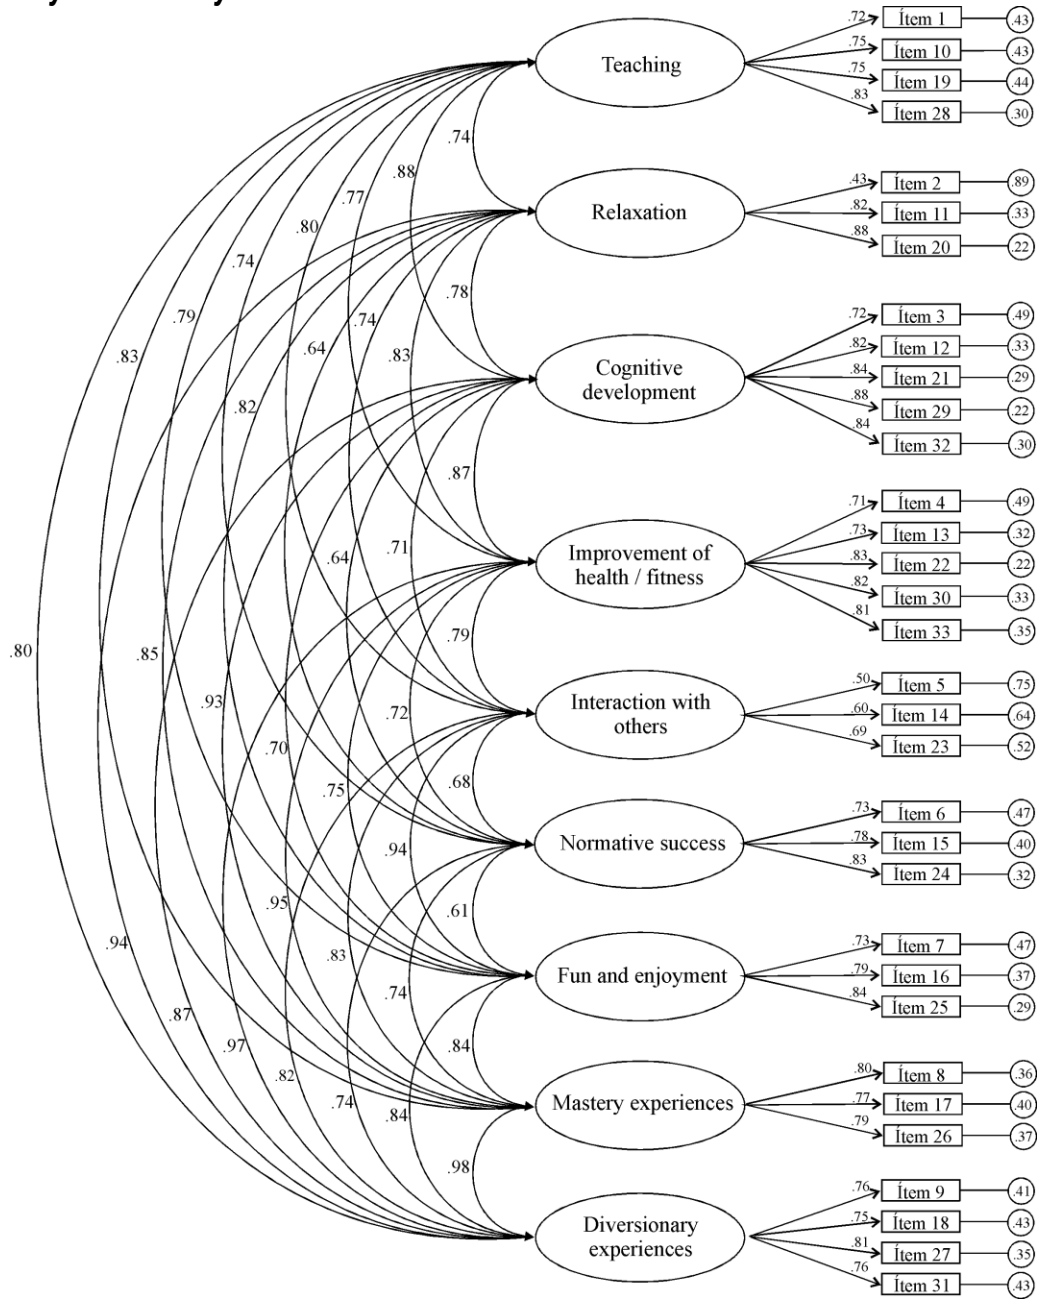 Teaching
.72 Ítem 1 .43
.75 Ítem 10 .43
.75 Ítem 19 .44
.83 Ítem 28 .30
.74
.88
.77
.80
.74
.79
.83
.80
Relaxation
.43 Ítem 2 .89
.82 Ítem 11 .33
.88 Ítem 20 .22
.78
.83
.74
.64
.82
.85
.94
Cognitive
development
.72 Ítem 3 .49
.82 Ítem 12 .33
.84 Ítem 21 .29
.88 Ítem 29 .22
.84 Ítem 32 .30
.87
.71
.64
.93
.87
Improvement of
health / fitness
.71 Ítem 4 .49
.73 Ítem 13 .32
.83 Ítem 22 .22
.82 Ítem 30 .33
.81 Ítem 33 .35
.79
.72
.70
.75
.97
Interaction with
others
.50 Ítem 5 .75
.60 Ítem 14 .64
.69 Ítem 23 .52
.68
.94
.95
.82
Normative success
.73 Ítem 6 .47
.78 Ítem 15 .40
.83 Ítem 24 .32
.61
.83
.74
.74
Fun and enjoyment
.73 Ítem 7 .47
.79 Ítem 16 .37
.84 Ítem 25 .29
.84
.84
Mastery experiences
.80 Ítem 8 .36
.77 Ítem 17 .40
.79 Ítem 26 .37
.98
Diversionary
experiences
.76 Ítem 9 .41
.75 Ítem 18 .43
.81 Ítem 27 .35
.76 Ítem 31 .43